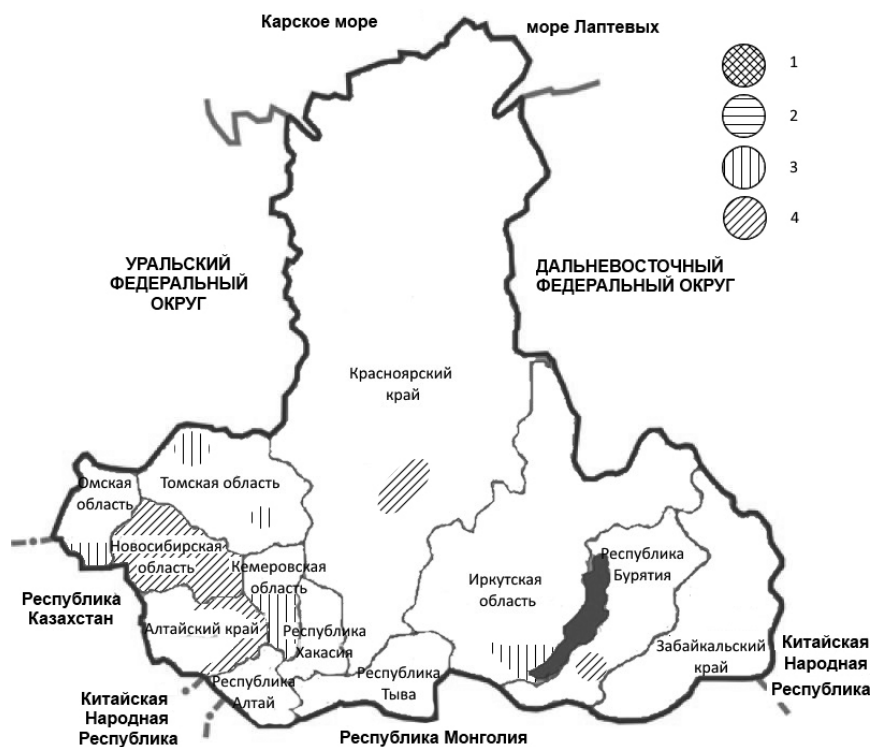 Карское море
море Лаптевых
1
2
3
4
УРАЛЬСКИЙ
ФЕДЕРАЛЬНЫЙ
ОКРУГ
ДАЛЬНЕВОСТОЧНЫЙ
ФЕДЕРАЛЬНЫЙ ОКРУГ
Красноярский
край
Омская
область
Томская область
Новосибирская
область
Кемеровская
область
Республика
Бурятия
Иркутская
область
Республика
Казахстан
Алтайский край
Республика
Хакасия
Забайкальский
край
Китайская
Народная
Республика
Республика
Алтай
Республика
Тыва
Китайская
Народная
Республика
Республика Монголия